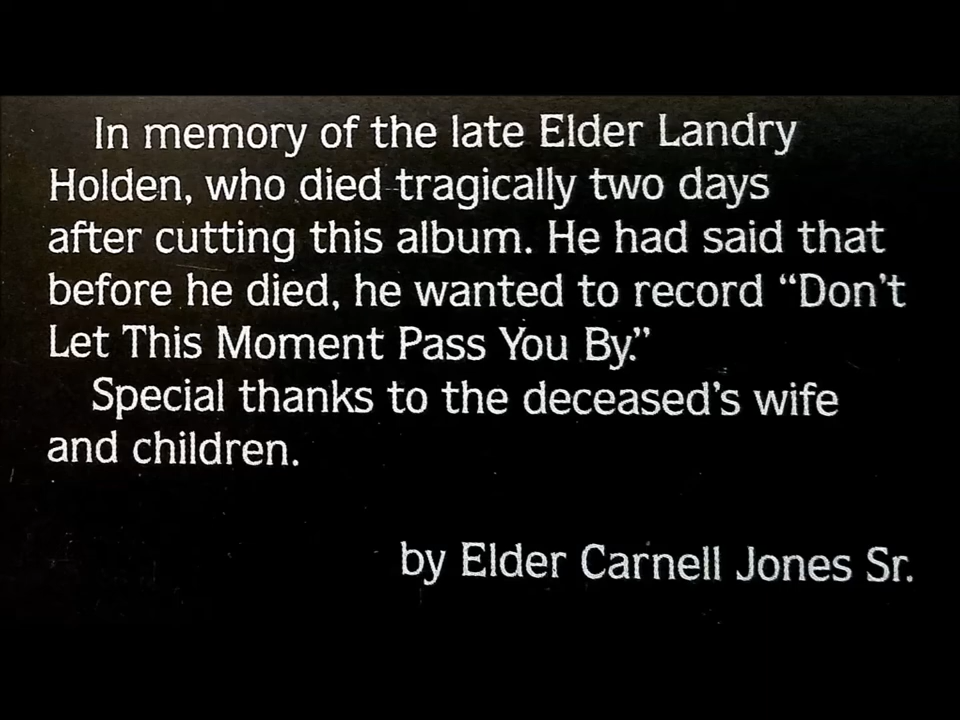 In memory of the late Elder Landry
Holden, who died tragically two days
after cutting this album. He had said that
before he died, he wanted to record “Don’t
Let This Moment Pass You By.”
Special thanks to the deceased’s wife
and children.
by Elder Carnell Jones Sr.